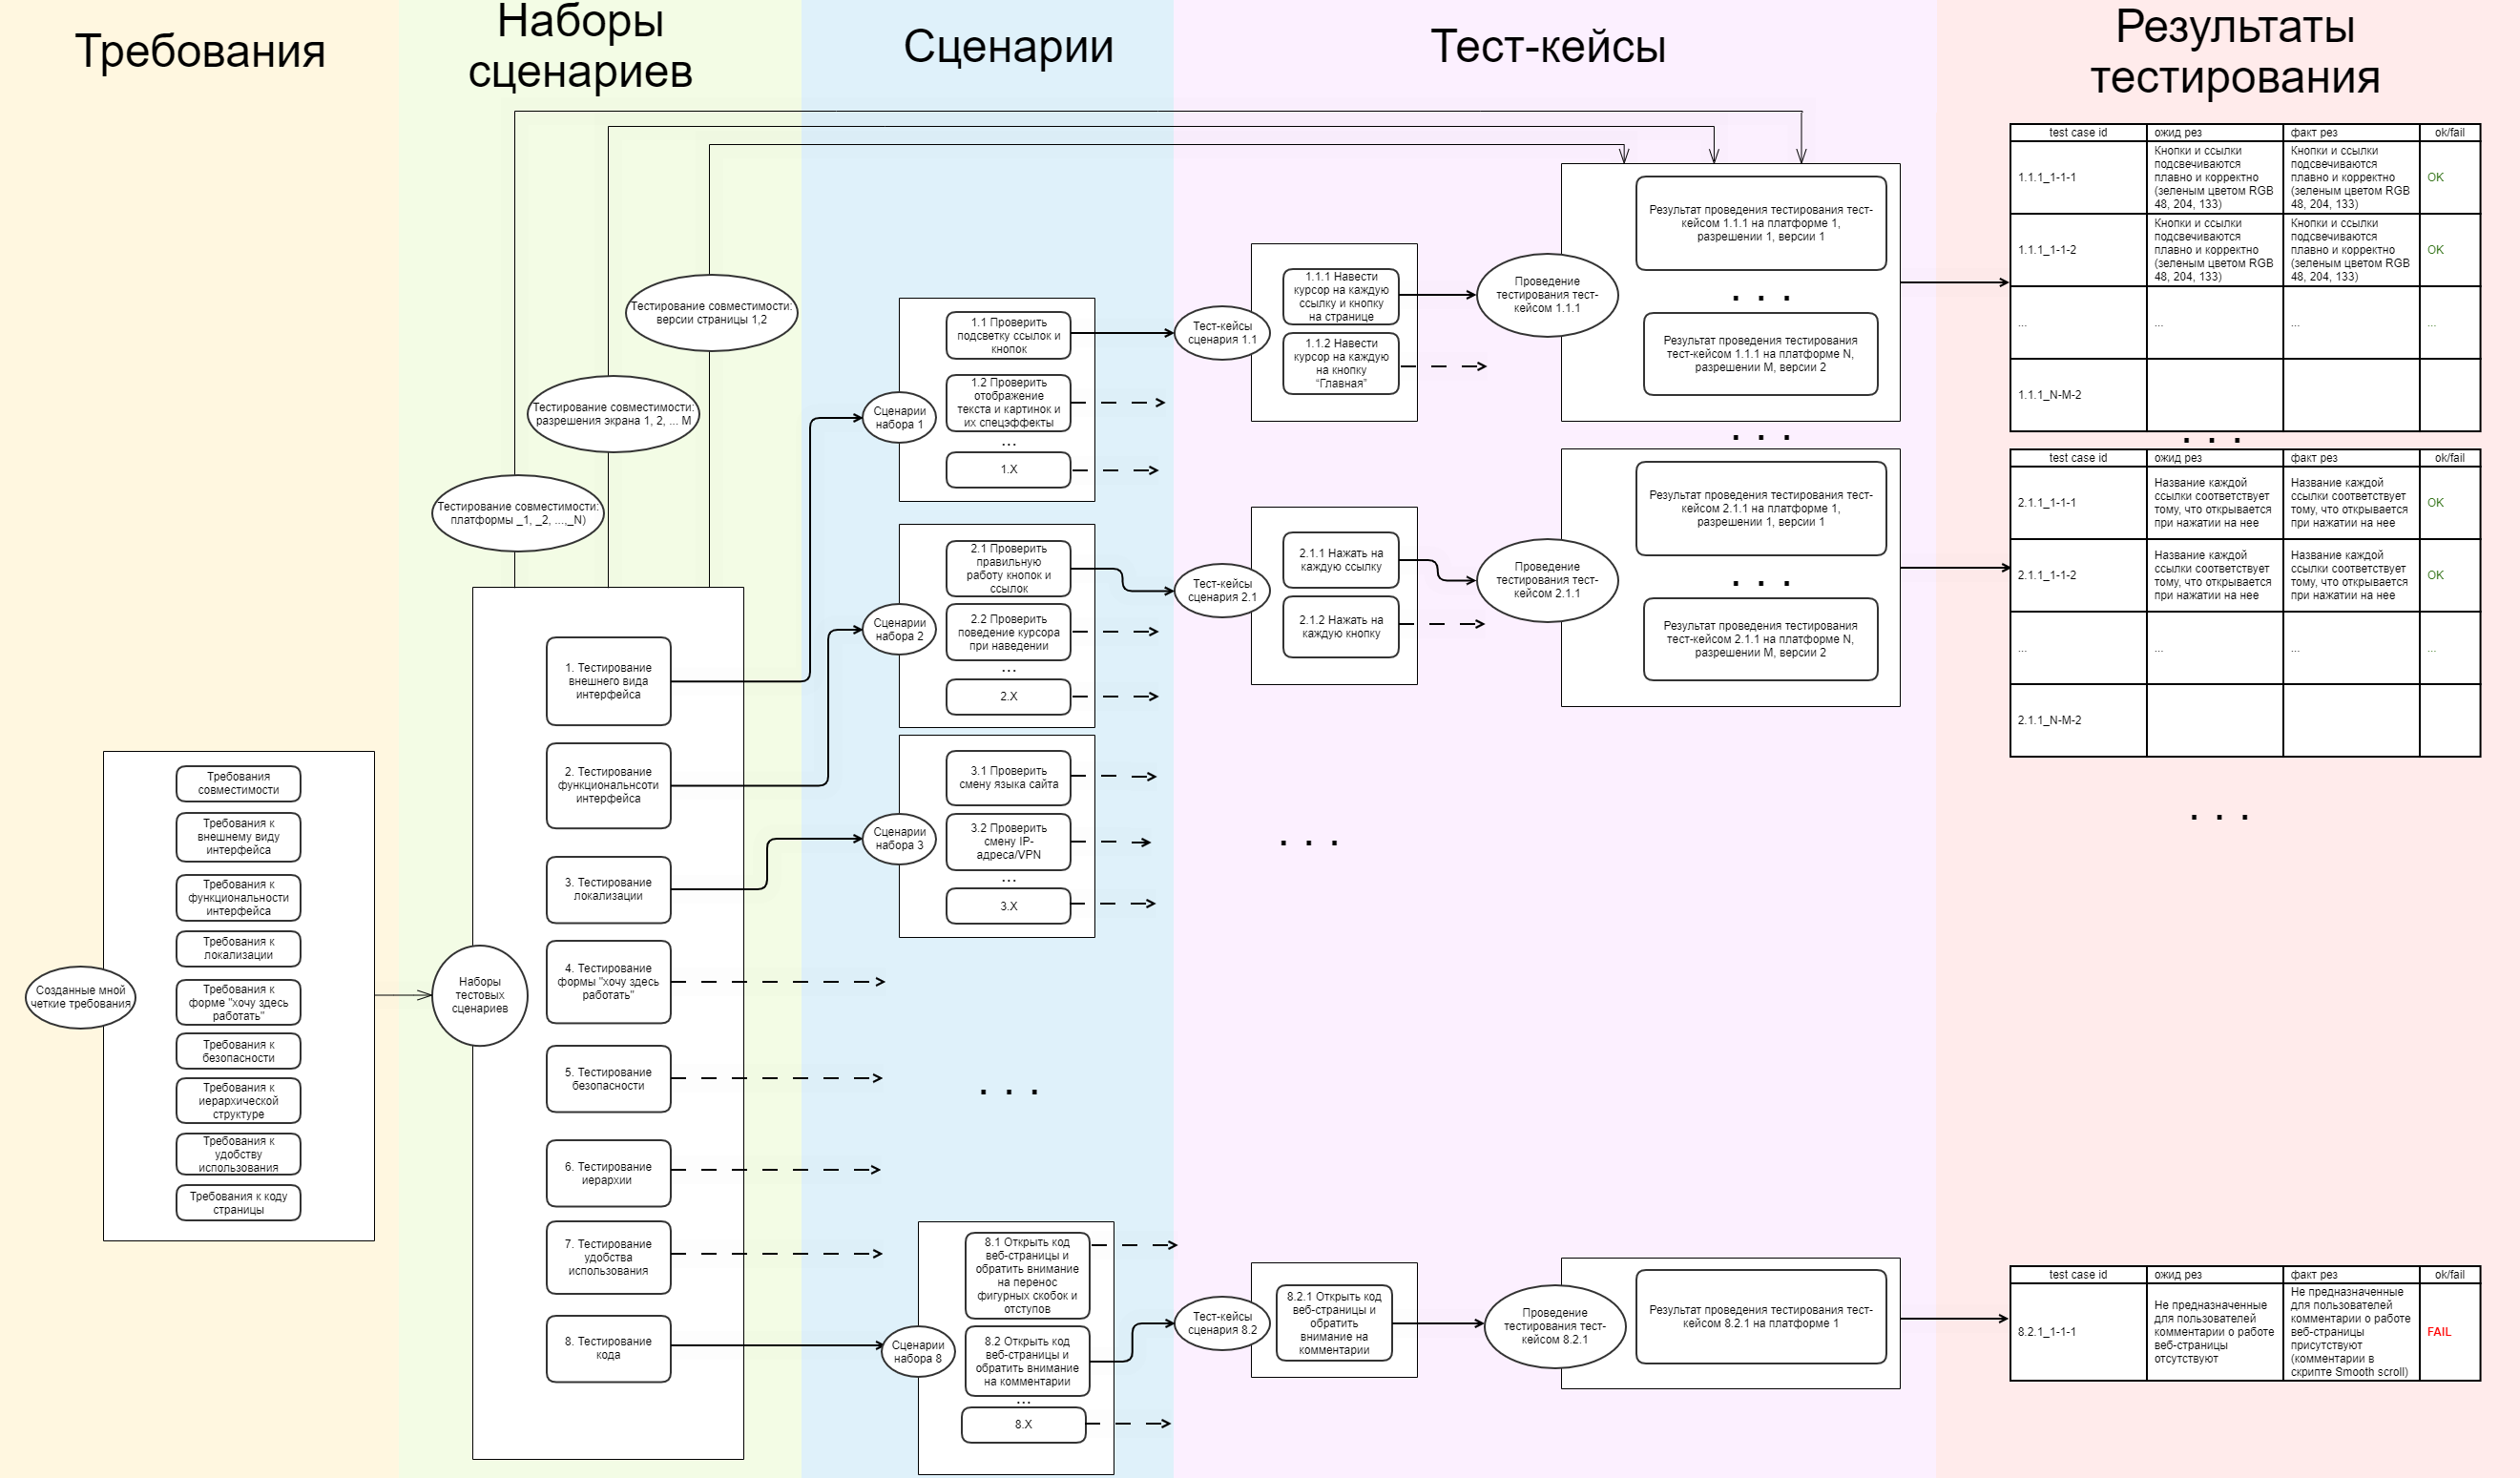 Требования
Наборы
сценариев
Сценарии
Тест-кейсы
Результаты
тестирования
Созданные мной
четкие требования
Требования
совместимости
Требования к
внешнему виду
интерфейса
Требования к
функциональности
интерфейса
Требования к
локализации
Требования к
форме "хочу здесь
работать"
Требования к
безопасности
Требования к
иерархической
структуре
Требования к
удобству
использования
Требования к коду
страницы
Тестирование совместимости:
версии страницы 1,2
Тестирование совместимости:
разрешения экрана 1, 2, ... М
Тестирование совместимости:
платформы _1, _2, ...,_N)
Наборы
тестовых
сценариев
1. Тестирование
внешнего вида
интерфейса
2. Тестирование
функциональнсоти
интерфейса
3. Тестирование
локализации
4. Тестирование
формы "хочу здесь
работать"
5. Тестирование
безопасности
6. Тестирование
иерархии
7. Тестирование
удобства
использования
8. Тестирование
кода
Сценарии
набора 1
1.1 Проверить
подсветку ссылок и
кнопок
1.2 Проверить
отображение
текста и картинок и
их спецэффекты
...
1.X
Сценарии
набора 2
2.1 Проверить
правильную
работу кнопок и
ссылок
2.2 Проверить
поведение курсора
при наведении
...
2.X
Сценарии
набора 3
3.1 Проверить
смену языка сайта
3.2 Проверить
смену IP-
адреса/VPN
...
3.X
. . .
Сценарии
набора 8
8.1 Открыть код
веб-страницы и
обратить внимание
на перенос
фигурных скобок и
отступов
8.2 Открыть код
веб-страницы и
обратить внимание
на комментарии
...
8.X
Тест-кейсы
сценария 1.1
1.1.1 Навести
курсор на каждую
ссылку и кнопку
на странице
1.1.2 Навести
курсор на каждую
на кнопку
“Главная”
Проведение
тестирования тест-
кейсом 1.1.1
Результат проведения тестирования тест-
кейсом 1.1.1 на платформе 1,
разрешении 1, версии 1
. . .
Результат проведения тестирования
тест-кейсом 1.1.1 на платформе N,
разрешении М, версии 2
. . .
Тест-кейсы
сценария 2.1
2.1.1 Нажать на
каждую ссылку
2.1.2 Нажать на
каждую кнопку
Проведение
тестирования тест-
кейсом 2.1.1
Результат проведения тестирования тест-
кейсом 2.1.1 на платформе 1,
разрешении 1, версии 1
. . .
Результат проведения тестирования
тест-кейсом 2.1.1 на платформе N,
разрешении М, версии 2
. . .
Тест-кейсы
сценария 8.2
8.2.1 Открыть код
веб-страницы и
обратить
внимание на
комментарии
Проведение
тестирования тест-
кейсом 8.2.1
Результат проведения тестирования тест-
кейсом 8.2.1 на платформе 1
test case id ожид рез факт рез ok/fail
1.1.1_1-1-1
Кнопки и ссылки
подсвечиваются
плавно и корректно
(зеленым цветом RGB
48, 204, 133)
Кнопки и ссылки
подсвечиваются
плавно и корректно
(зеленым цветом RGB
48, 204, 133)
OK
1.1.1_1-1-2
Кнопки и ссылки
подсвечиваются
плавно и корректно
(зеленым цветом RGB
48, 204, 133)
Кнопки и ссылки
подсвечиваются
плавно и корректно
(зеленым цветом RGB
48, 204, 133)
OK
... ... ... ...
1.1.1_N-M-2
. . .
test case id ожид рез факт рез ok/fail
2.1.1_1-1-1
Название каждой
ссылки соответствует
тому, что открывается
при нажатии на нее
Название каждой
ссылки соответствует
тому, что открывается
при нажатии на нее
OK
2.1.1_1-1-2
Название каждой
ссылки соответствует
тому, что открывается
при нажатии на нее
Название каждой
ссылки соответствует
тому, что открывается
при нажатии на нее
OK
... ... ... ...
2.1.1_N-M-2
. . .
test case id ожид рез факт рез ok/fail
8.2.1_1-1-1
Не предназначенные
для пользователей
комментарии о работе
веб-страницы
отсутствуют
Не предназначенные
для пользователей
комментарии о работе
веб-страницы
присутствуют
(комментарии в
скрипте Smooth scroll)
FAIL